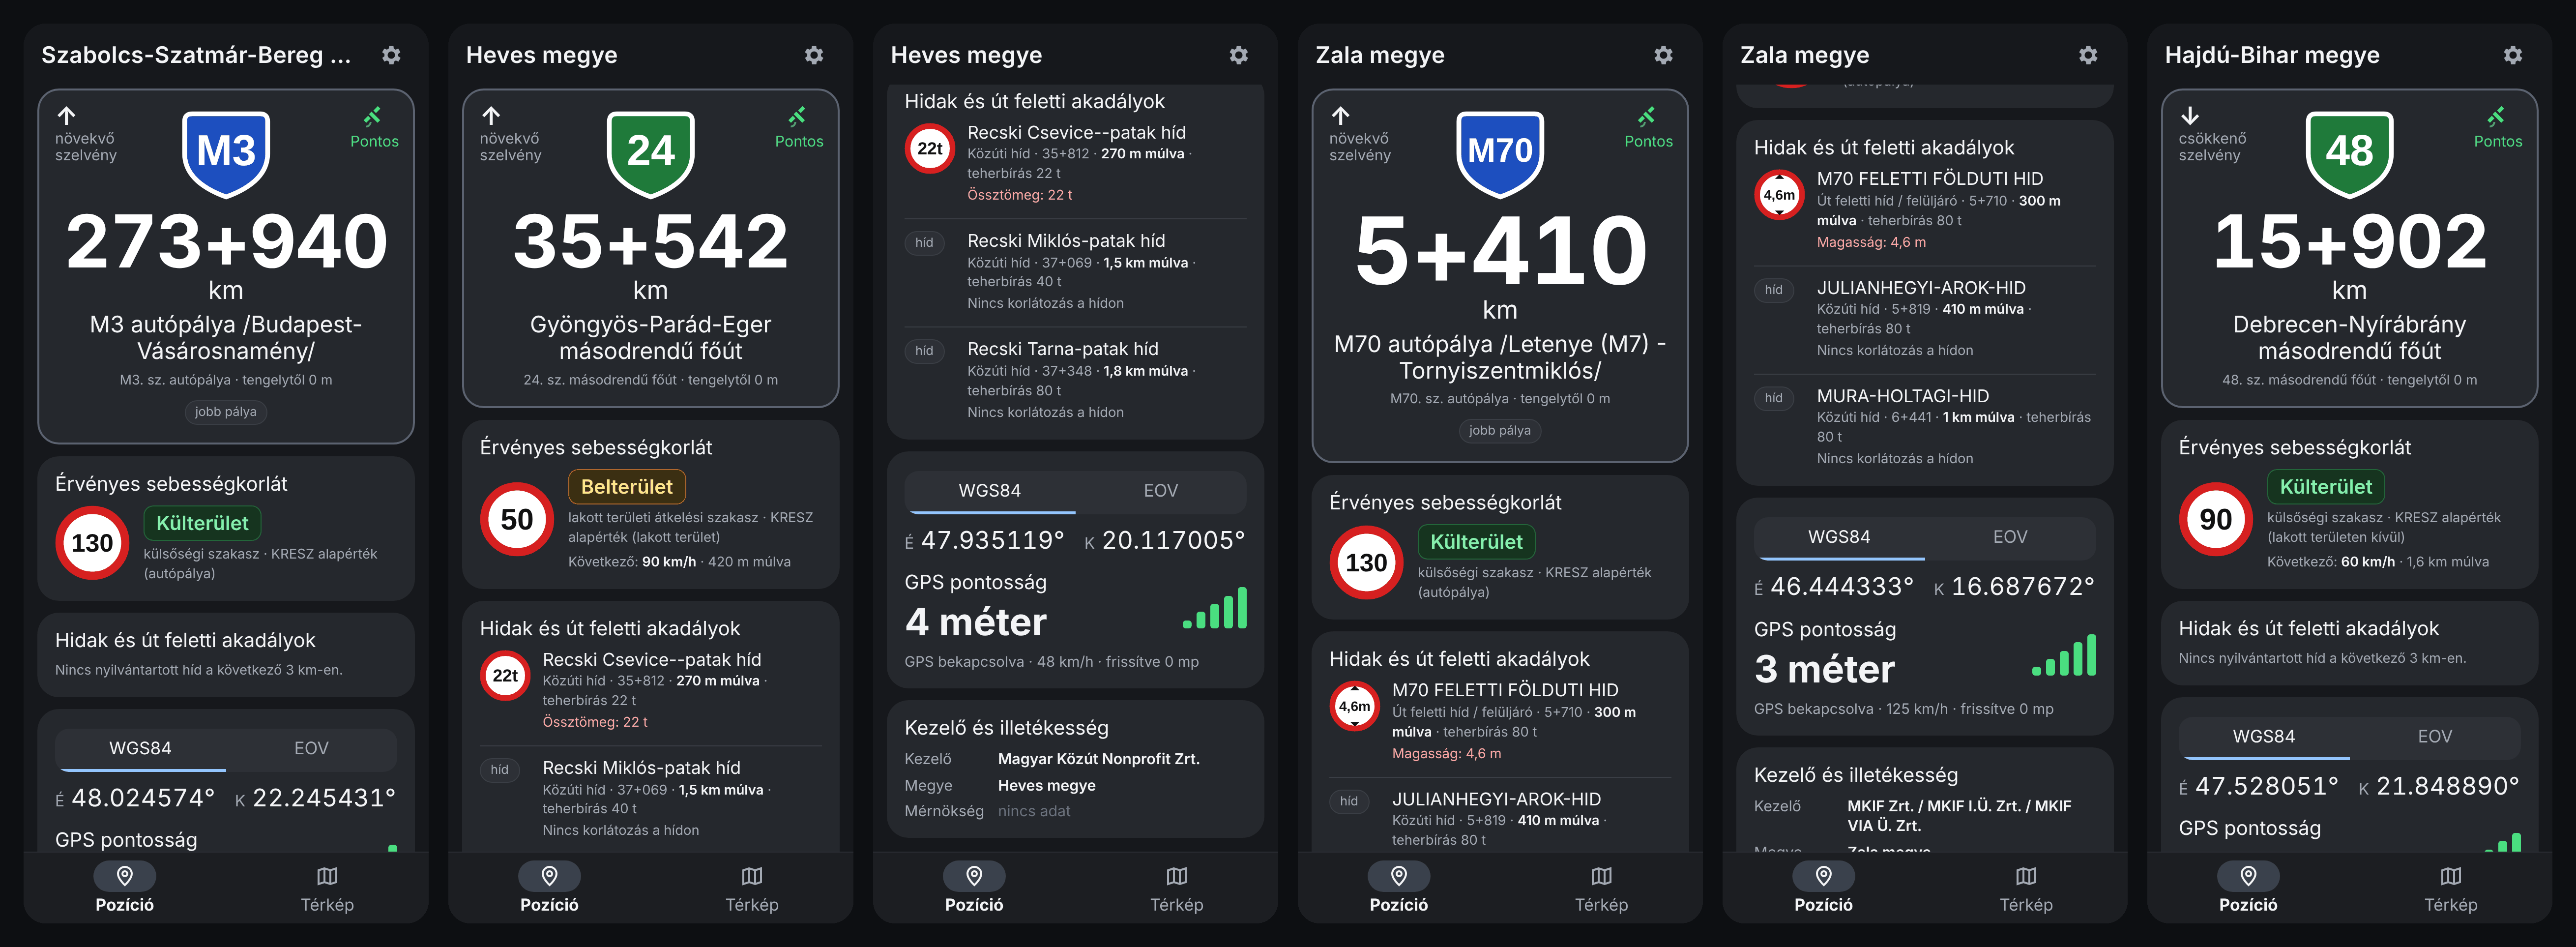 Szabolcs-Szatmár-Bereg ...
növekvő
szelvény
M3
Pontos
273+940
km
M3 autópálya /Budapest-
Vásárosnamény/
M3. sz. autópálya · tengelytől 0 m
jobb pálya
Érvényes sebességkorlát
130
Külterület
külsőségi szakasz · KRESZ alapérték
(autópálya)
Hidak és út feletti akadályok
Nincs nyilvántartott híd a következő 3 km-en.
WGS84
EOV
É 48.024574° K 22.245431°
GPS pontosság
Pozíció
Térkép
Heves megye
növekvő
szelvény
24
Pontos
35+542
km
Gyöngyös-Parád-Eger
másodrendű főút
24. sz. másodrendű főút · tengelytől 0 m
Érvényes sebességkorlát
50
Belterület
lakott területi átkelési szakasz · KRESZ
alapérték (lakott terület)
Következő: 90 km/h · 420 m múlva
Hidak és út feletti akadályok
22t
Recski Csevice--patak híd
Közúti híd · 35+812 · 270 m múlva ·
teherbírás 22 t
Össztömeg: 22 t
híd
Recski Miklós-patak híd
Közúti híd · 37+069 · 1,5 km múlva ·
teherbírás 40 t
Nincs korlátozás a hídon
Pozíció
Térkép
Heves megye
Hidak és út feletti akadályok
22t
Recski Csevice--patak híd
Közúti híd · 35+812 · 270 m múlva ·
teherbírás 22 t
Össztömeg: 22 t
híd
Recski Miklós-patak híd
Közúti híd · 37+069 · 1,5 km múlva ·
teherbírás 40 t
Nincs korlátozás a hídon
híd
Recski Tarna-patak híd
Közúti híd · 37+348 · 1,8 km múlva ·
teherbírás 80 t
Nincs korlátozás a hídon
WGS84
EOV
É 47.935119° K 20.117005°
GPS pontosság
4 méter
GPS bekapcsolva · 48 km/h · frissítve 0 mp
Kezelő és illetékesség
Kezelő Magyar Közút Nonprofit Zrt.
Megye Heves megye
Mérnökség nincs adat
Pozíció
Térkép
Zala megye
növekvő
szelvény
M70
Pontos
5+410
km
M70 autópálya /Letenye (M7) -
Tornyiszentmiklós/
M70. sz. autópálya · tengelytől 0 m
jobb pálya
Érvényes sebességkorlát
130
Külterület
külsőségi szakasz · KRESZ alapérték
(autópálya)
Hidak és út feletti akadályok
4,6m
M70 FELETTI FÖLDUTI HID
Út feletti híd / felüljáró · 5+710 · 300 m
múlva · teherbírás 80 t
Magasság: 4,6 m
híd
JULIANHEGYI-AROK-HID
Közúti híd · 5+819 · 410 m múlva ·
teherbírás 80 t
Pozíció
Térkép
Zala megye
Hidak és út feletti akadályok
4,6m
M70 FELETTI FÖLDUTI HID
Út feletti híd / felüljáró · 5+710 · 300 m
múlva · teherbírás 80 t
Magasság: 4,6 m
híd
JULIANHEGYI-AROK-HID
Közúti híd · 5+819 · 410 m múlva ·
teherbírás 80 t
Nincs korlátozás a hídon
híd
MURA-HOLTAGI-HID
Közúti híd · 6+441 · 1 km múlva · teherbírás
80 t
Nincs korlátozás a hídon
WGS84
EOV
É 46.444333° K 16.687672°
GPS pontosság
3 méter
GPS bekapcsolva · 125 km/h · frissítve 0 mp
Kezelő és illetékesség
Kezelő MKIF Zrt. / MKIF I.Ü. Zrt. / MKIF
VIA Ü. Zrt.
Pozíció
Térkép
Hajdú-Bihar megye
csökkenő
szelvény
48
Pontos
15+902
km
Debrecen-Nyírábrány
másodrendű főút
48. sz. másodrendű főút · tengelytől 0 m
Érvényes sebességkorlát
90
Külterület
külsőségi szakasz · KRESZ alapérték
(lakott területen kívül)
Következő: 60 km/h · 1,6 km múlva
Hidak és út feletti akadályok
Nincs nyilvántartott híd a következő 3 km-en.
WGS84
EOV
É 47.528051° K 21.848890°
GPS pontosság
Pozíció
Térkép